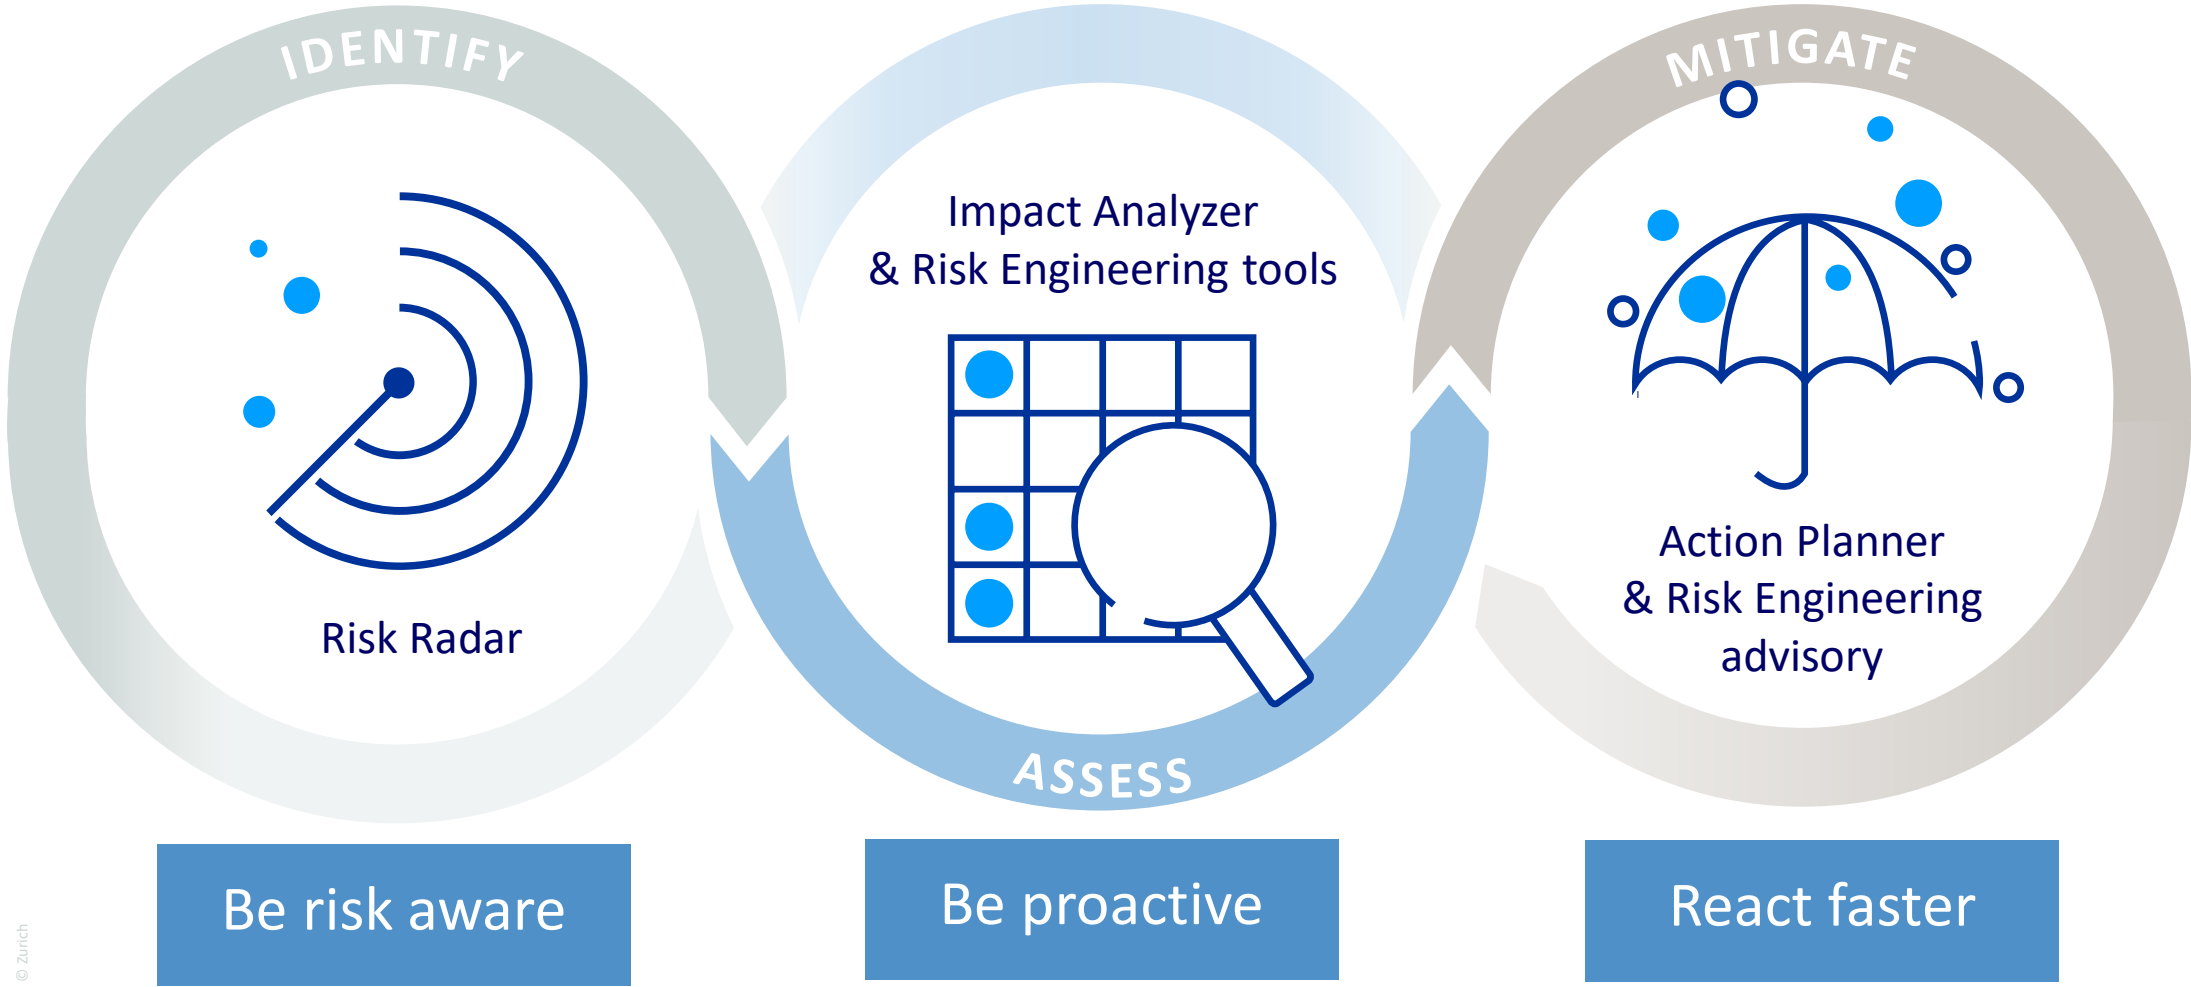 IDENTIFY
Risk Radar
Be risk aware
Impact Analyzer
& Risk Engineering tools
ASSESS
Be proactive
MITIGATE
Action Planner
& Risk Engineering
advisory
React faster
© Zurich